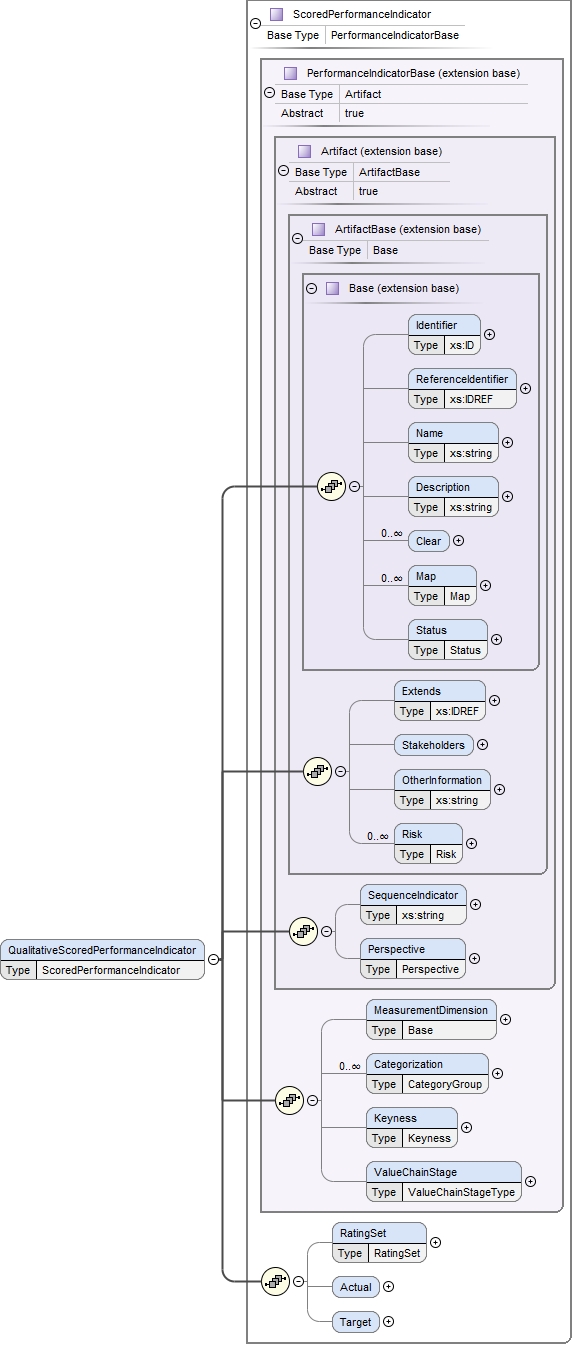 ScoredPerformanceIndicator
Base Type PerformanceIndicatorBase
PerformanceIndicatorBase (extension base)
Base Type Artifact
Abstract true
Artifact (extension base)
Base Type ArtifactBase
Abstract true
ArtifactBase (extension base)
Base Type Base
Base (extension base)
Identifier
Type xs:ID
ReferenceIdentifier
Type xs:IDREF
Name
Type xs:string
Description
Type xs:string
0..∞
Clear
0..∞
Map
Type Map
Status
Type Status
Extends
Type xs:IDREF
Stakeholders
OtherInformation
Type xs:string
0..∞
Risk
Type Risk
SequenceIndicator
Type xs:string
Perspective
Type Perspective
QualitativeScoredPerformanceIndicator
Type ScoredPerformanceIndicator
MeasurementDimension
Type Base
0..∞
Categorization
Type CategoryGroup
Keyness
Type Keyness
ValueChainStage
Type ValueChainStageType
RatingSet
Type RatingSet
Actual
Target